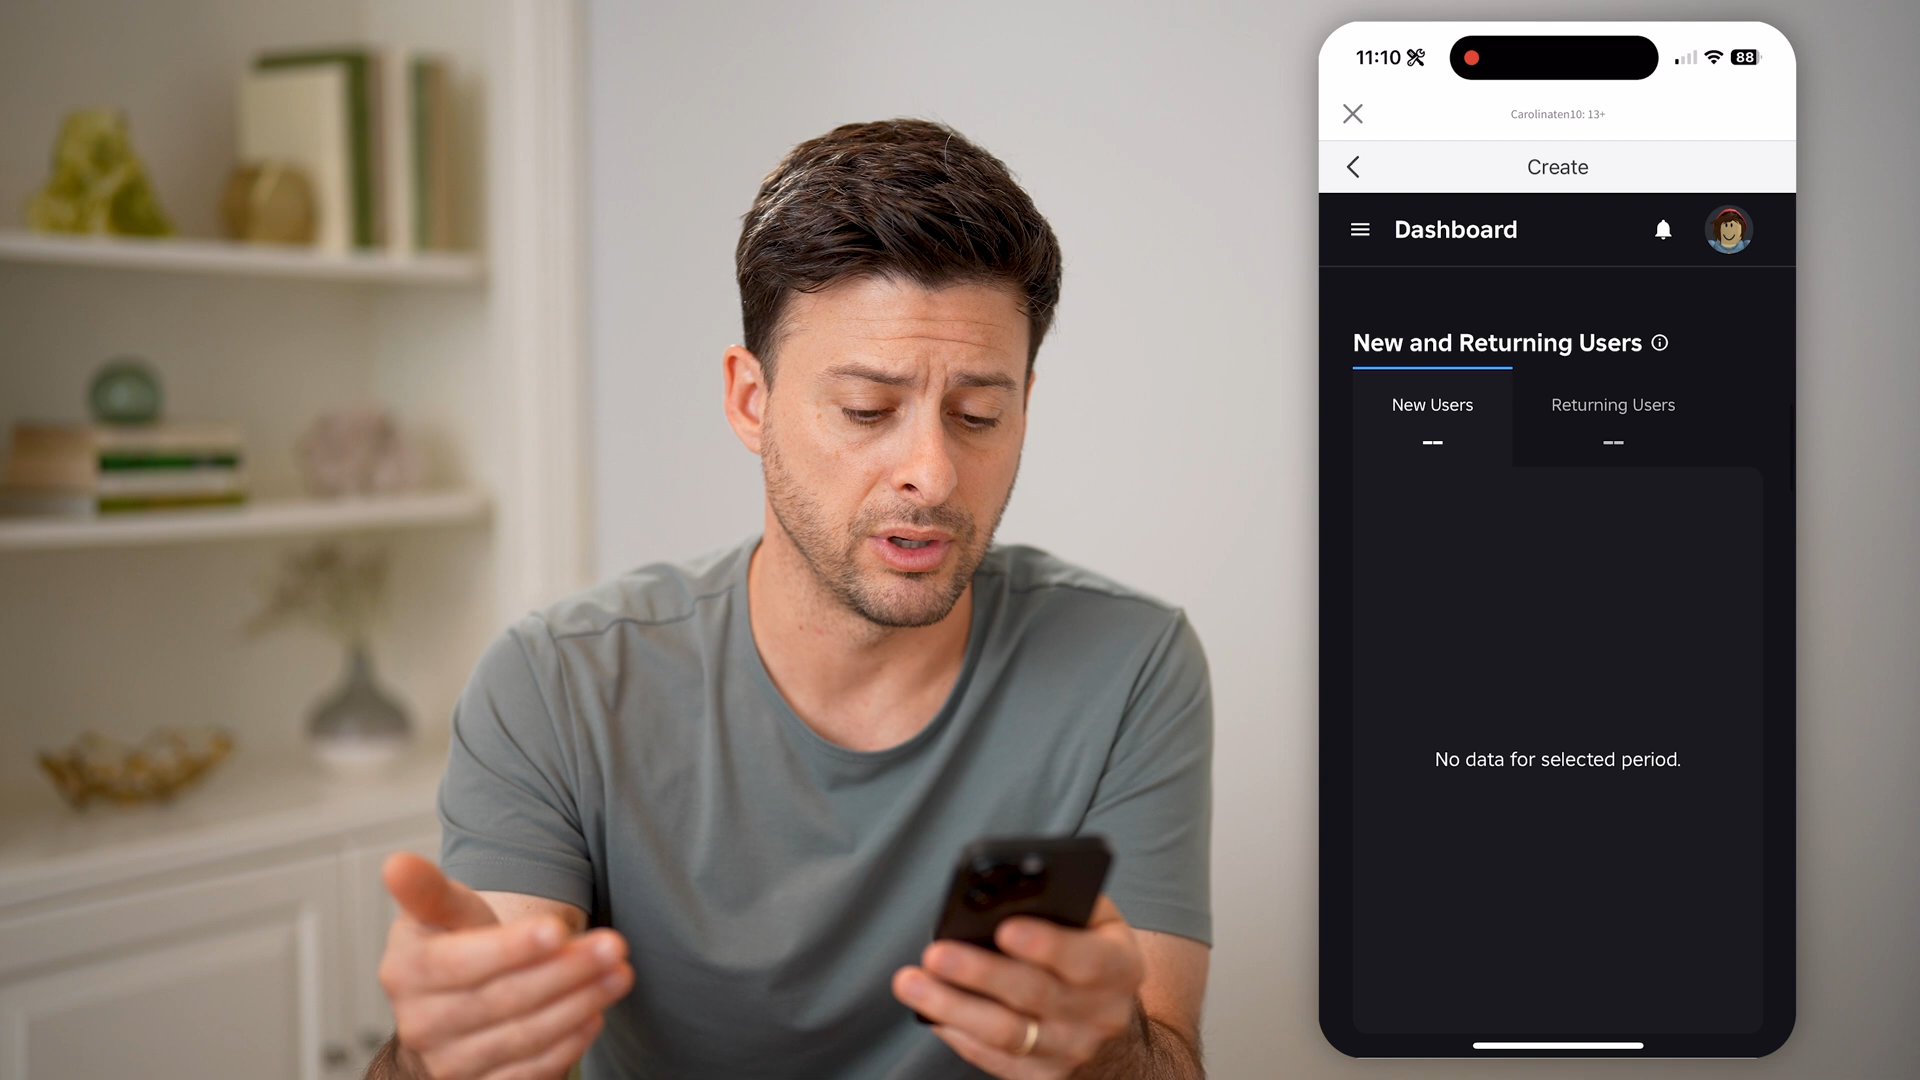 11:10
88
Carolinaten10: 13+
Create
Dashboard
New and Returning Users
New Users
Returning Users
--
--
No data for selected period.